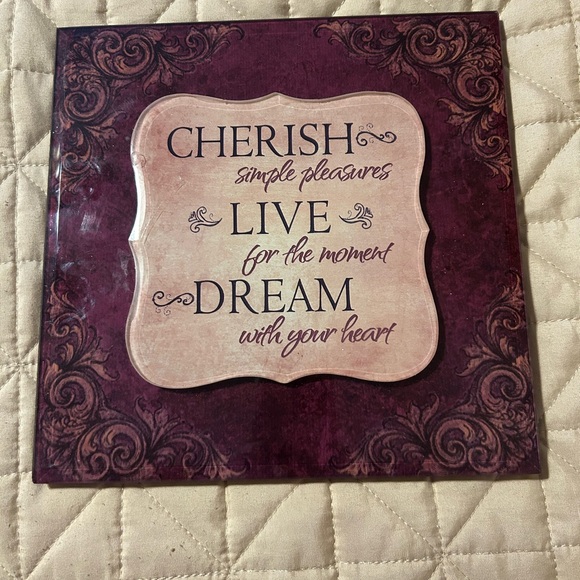 CHERISH
simple pleasures
LIVE
for the moment
DREAM
with your heart